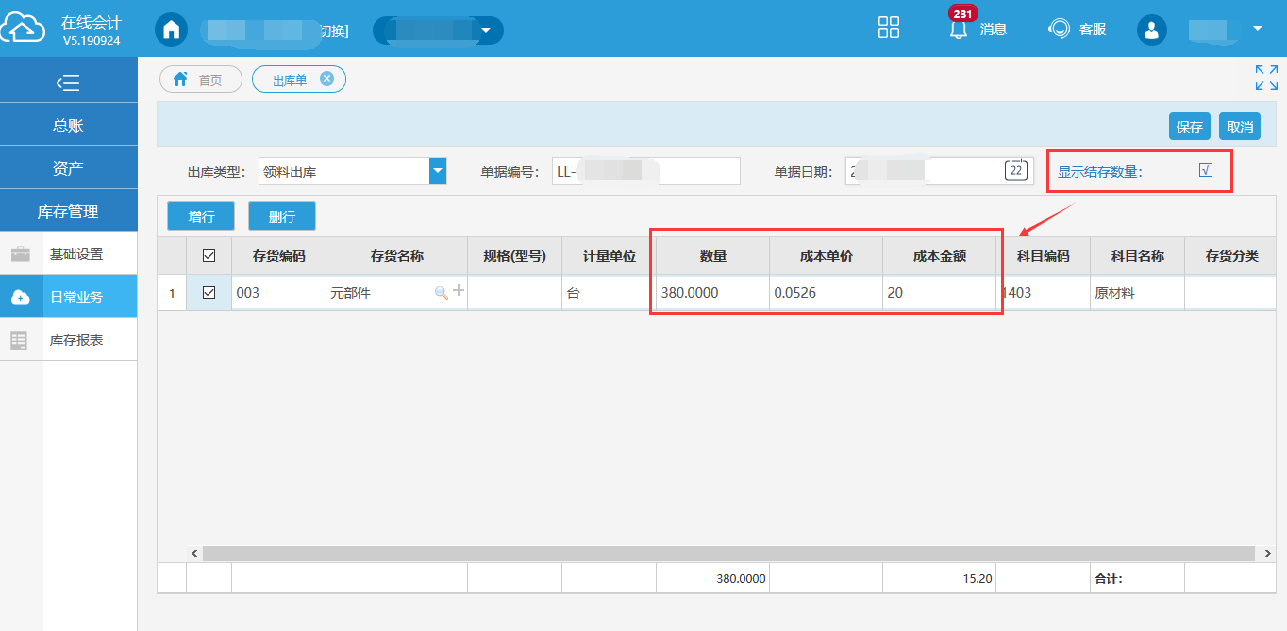 在线会计
V5.190924
切换]
231
消息
客服
首页
出库单
总账
资产
库存管理
基础设置
日常业务
库存报表
保存
取消
出库类型: 领料出库
单据编号: LL-
单据日期: 2
22
显示结存数量: √
增行
删行
存货编码 存货名称 规格(型号) 计量单位 数量 成本单价 成本金额 科目编码 科目名称 存货分类
1 003 元部件 台 380.0000 0.0526 20 1403 原材料
380.0000 15.20 合计: